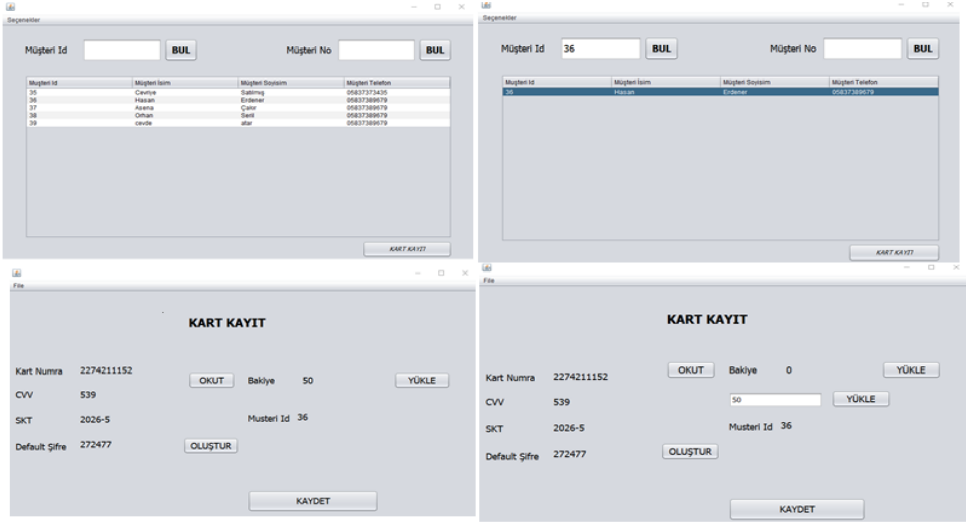 Seçenekler
Müşteri Id BUL Müşteri No BUL
Muşteri Id Müşteri İsim Müşteri Soyisim Müşteri Telefon
35 Cevriye Satılmış 05837373435
36 Hasan Erdener 05837389679
37 Asena Çakır 05837389679
38 Orhan Sert 05837389679
39 cevde atar 05837389679
KART KAYIT
Seçenekler
Müşteri Id 36 BUL Müşteri No BUL
Muşteri Id Müşteri İsim Müşteri Soyisim Müşteri Telefon
36 Hasan Erdener 05837389679
KART KAYIT
File
KART KAYIT
Kart Numra 2274211152 OKUT Bakiye 50 YÜKLE
CVV 539
SKT 2026-5 Musteri Id 36
Default Şifre 272477 OLUŞTUR
KAYDET
File
KART KAYIT
Kart Numra 2274211152 OKUT Bakiye 0 YÜKLE
CVV 539 50 YÜKLE
SKT 2026-5 Musteri Id 36
Default Şifre 272477 OLUŞTUR
KAYDET